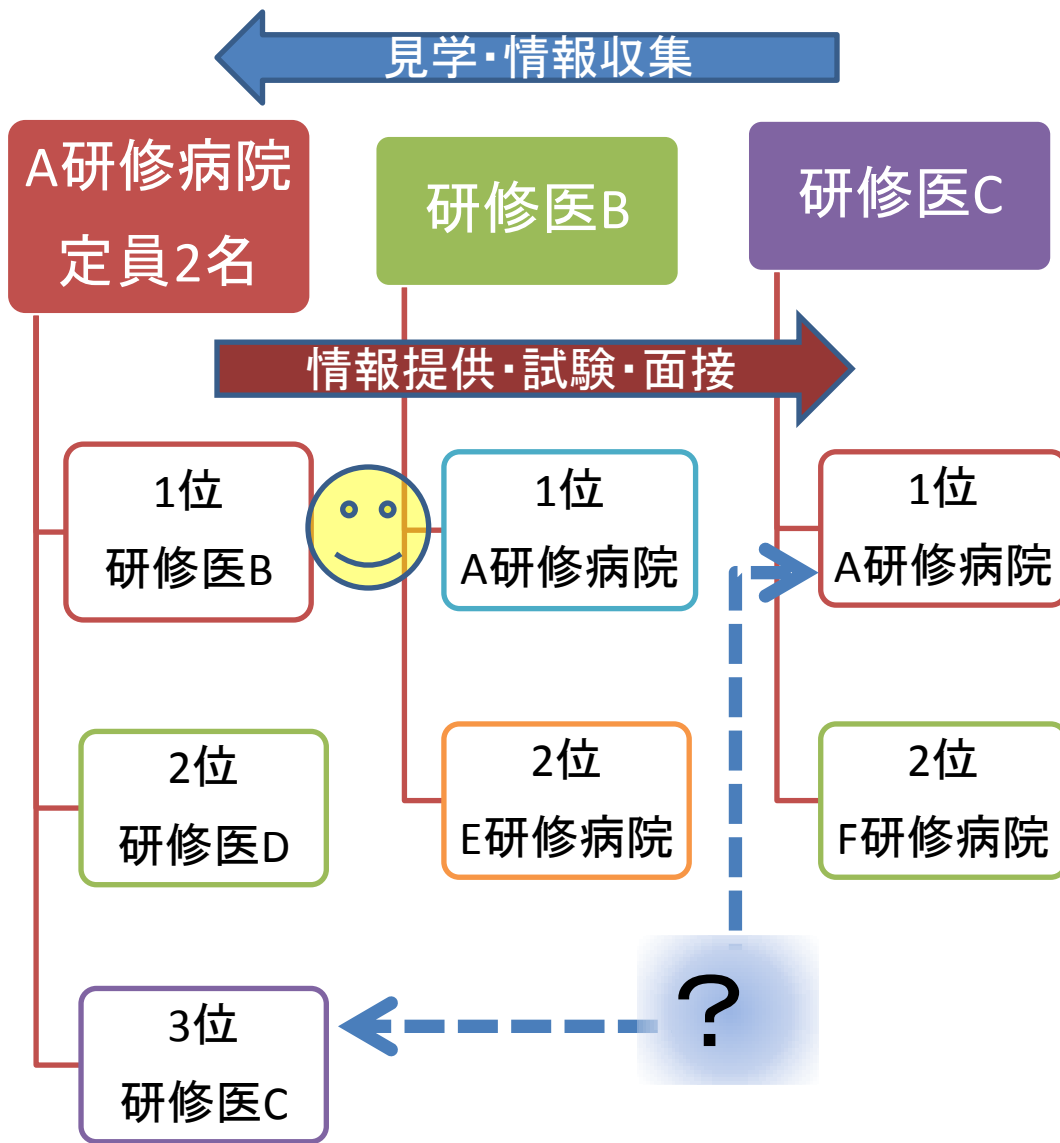 見学・情報収集
A研修病院
定員2名
研修医B
研修医C
情報提供・試験・面接
1位
研修医B
1位
A研修病院
1位
A研修病院
2位
研修医D
2位
E研修病院
2位
F研修病院
?
3位
研修医C